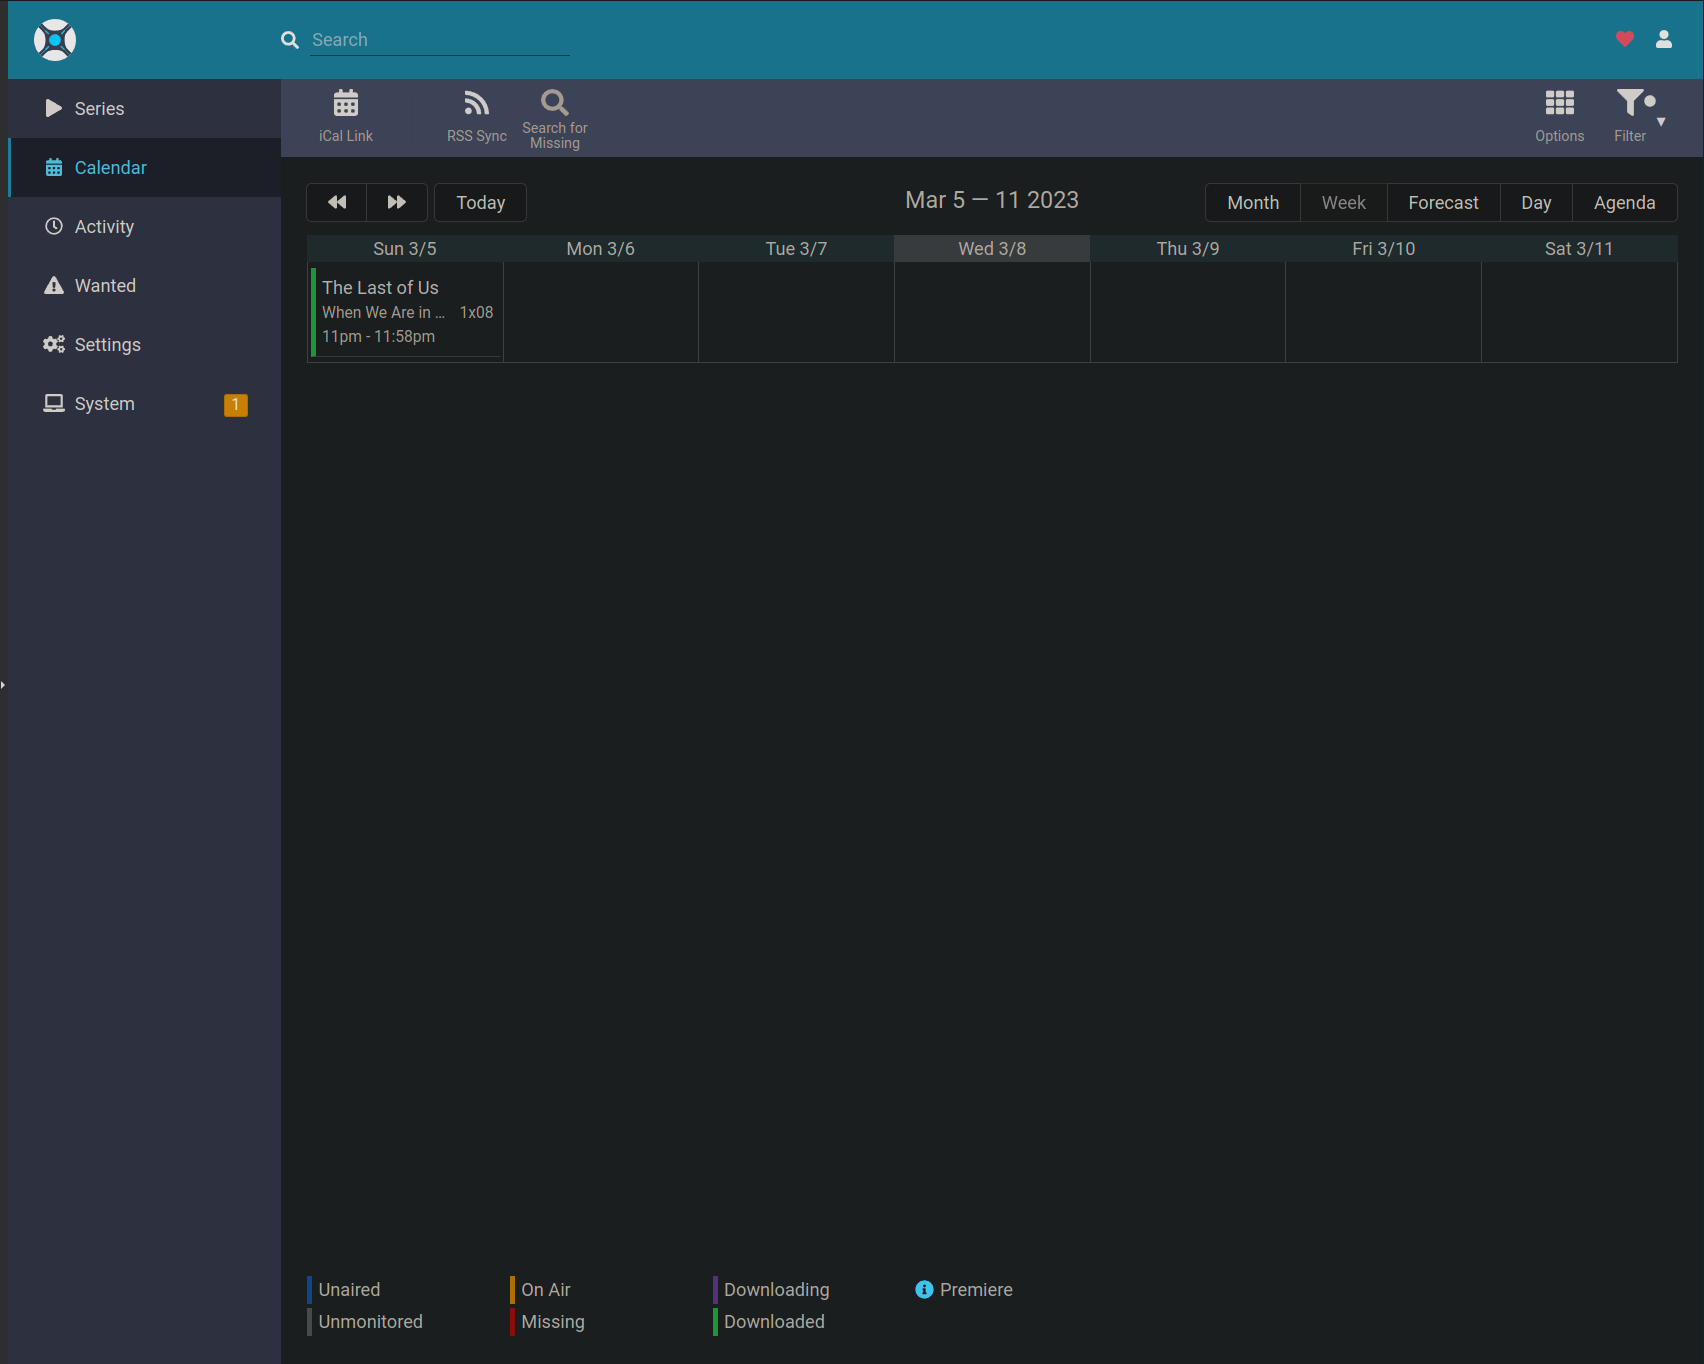 Search
Series
Calendar
Activity
Wanted
Settings
System 1
iCal Link
RSS Sync
Search for
Missing
Options
Filter
Today
Mar 5 — 11 2023
Month Week Forecast Day Agenda
Sun 3/5 Mon 3/6 Tue 3/7 Wed 3/8 Thu 3/9 Fri 3/10 Sat 3/11
The Last of Us
When We Are in ... 1x08
11pm - 11:58pm
Unaired On Air Downloading Premiere
Unmonitored Missing Downloaded